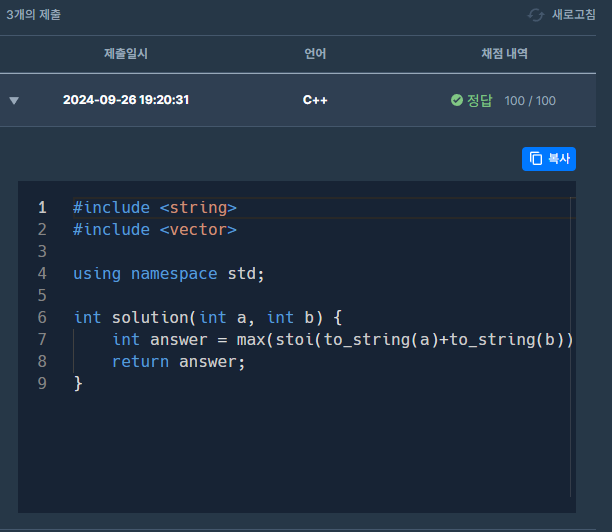 3개의 제출 새로고침
제출일시 언어 채점 내역
2024-09-26 19:20:31 C++ 정답 100 / 100
복사
1 #include <string>
2 #include <vector>
3
4 using namespace std;
5
6 int solution(int a, int b) {
7 int answer = max(stoi(to_string(a)+to_string(b))
8 return answer;
9 }